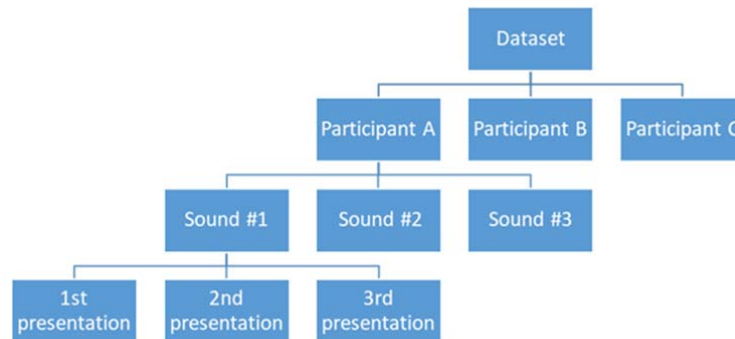 Dataset
Participant A
Participant B
Participant C
Sound #1
Sound #2
Sound #3
1st
presentation
2nd
presentation
3rd
presentation